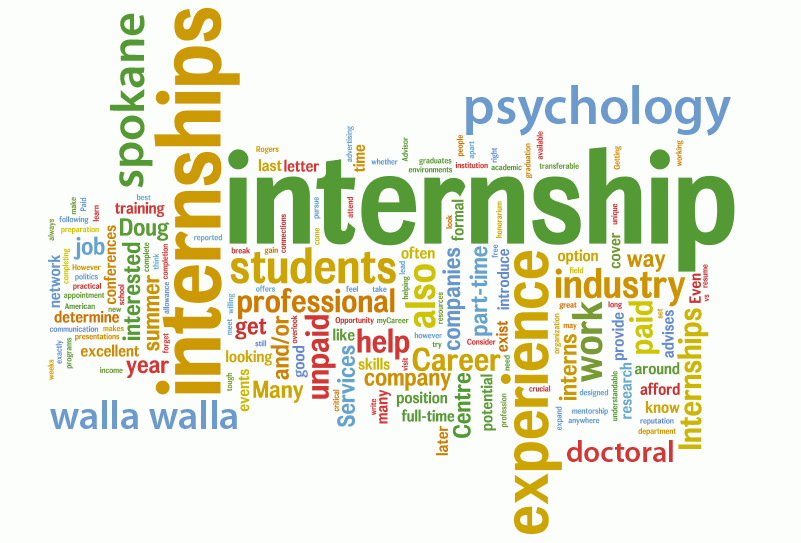 spokane
internships
psychology
internship
Rogers
last letter
advertising
time
whether
Advisor
graduates
environments
people
apart
institution
right
academic
graduation
available
transferable
Getting
working
always
make
Paid
following
learn
preparation
best
training
Doug
job
conferences
interested
complete
think
completion
reported
completing
However
politics
practical
network
appointment
school
summer
allowance
American
new
determine
communication
makes
presentations
exactly
programs
excellent
forget
weeks
income
year
walla walla
break
gain
connections
come
pursue
attend
students
offers
feel
take
willing
professional
meet
get
still
and/or
overlook
good
unpaid
looking
tough
events
Many
like
Services
critical
Opportunity
myCareer
help
skills
visit
write
many
company
position
full-time
later
Centre
often
lead
helping
also
resources
however
try
companies
look
formal
honorarium
free
part-time
introduce
Consider
exist
Career
need
potential
profession
experience
crucial
option
field
industry
cover
unique
way
Even
resume
vs
great
long
organization
may
interns
work
provide
paid
set
advises
Internships
around
research
afford
designed
understandable
know
mentorship
anywhere
expand
reputation
department
doctoral